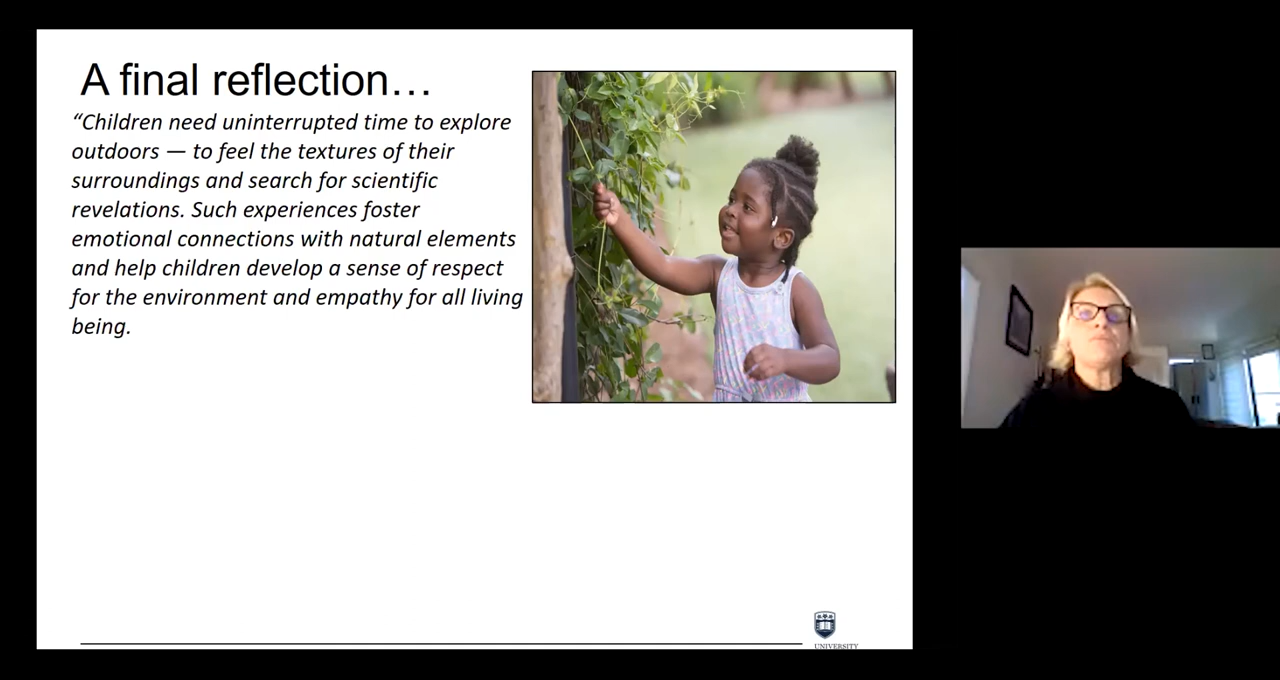 A final reflection…
“Children need uninterrupted time to explore
outdoors — to feel the textures of their
surroundings and search for scientific
revelations. Such experiences foster
emotional connections with natural elements
and help children develop a sense of respect
for the environment and empathy for all living
being.
UNIVERSITY